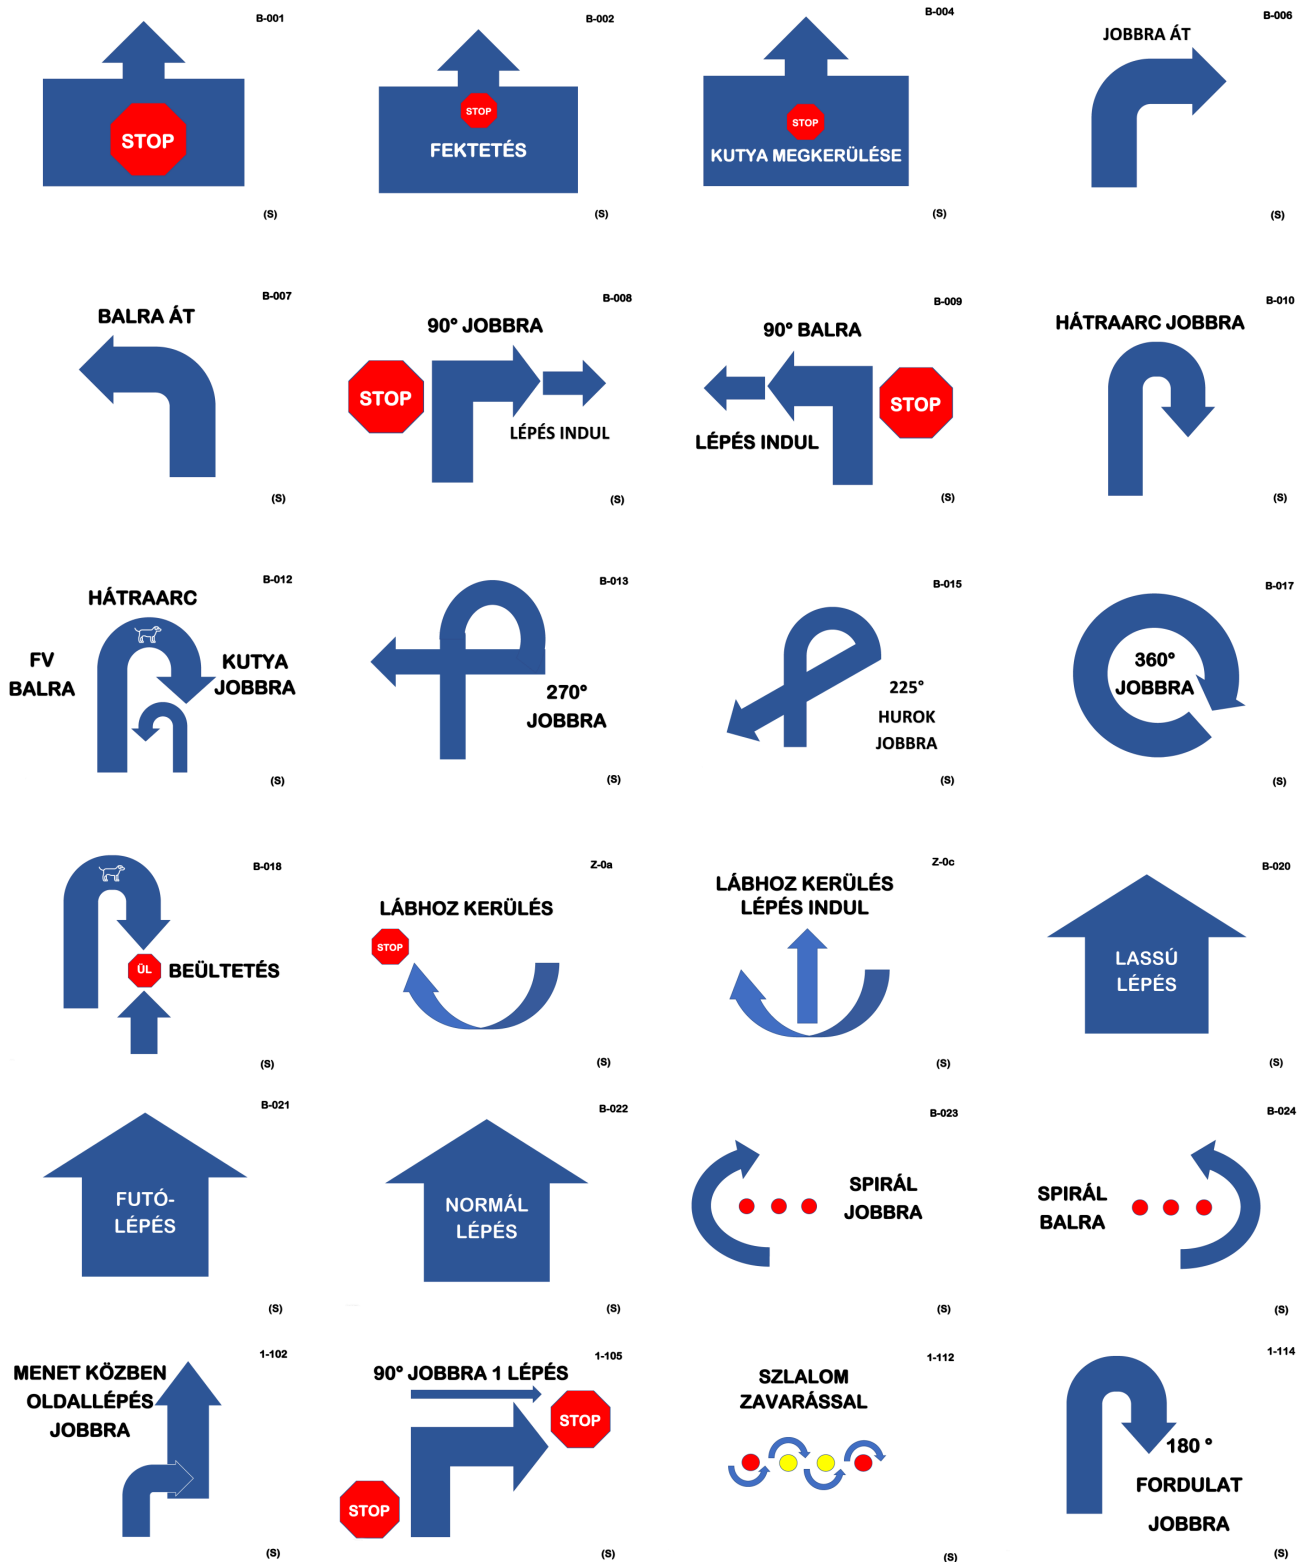 B-001
STOP
(S)
B-002
STOP
FEKTETÉS
(S)
B-004
STOP
KUTYA MEGKERÜLÉSE
(S)
B-006
JOBBRA ÁT
(S)
B-007
BALRA ÁT
(S)
B-008
90° JOBBRA
STOP
LÉPÉS INDUL
(S)
B-009
90° BALRA
STOP
LÉPÉS INDUL
(S)
B-010
HÁTRAARC JOBBRA
(S)
B-012
HÁTRAARC
FV
BALRA
KUTYA
JOBBRA
(S)
B-013
270°
JOBBRA
(S)
B-015
225°
HUROK
JOBBRA
(S)
B-017
360°
JOBBRA
(S)
B-018
ÜL
BEÜLTETÉS
(S)
Z-0a
LÁBHOZ KERÜLÉS
STOP
(S)
Z-0c
LÁBHOZ KERÜLÉS
LÉPÉS INDUL
(S)
B-020
LASSÚ
LÉPÉS
(S)
B-021
FUTÓ-
LÉPÉS
(S)
B-022
NORMÁL
LÉPÉS
(S)
B-023
SPIRÁL
JOBBRA
(S)
B-024
SPIRÁL
BALRA
(S)
1-102
MENET KÖZBEN
OLDALLÉPÉS
JOBBRA
(S)
1-105
90° JOBBRA 1 LÉPÉS
STOP
STOP
(S)
1-112
SZLALOM
ZAVARÁSSAL
(S)
1-114
180 °
FORDULAT
JOBBRA
(S)